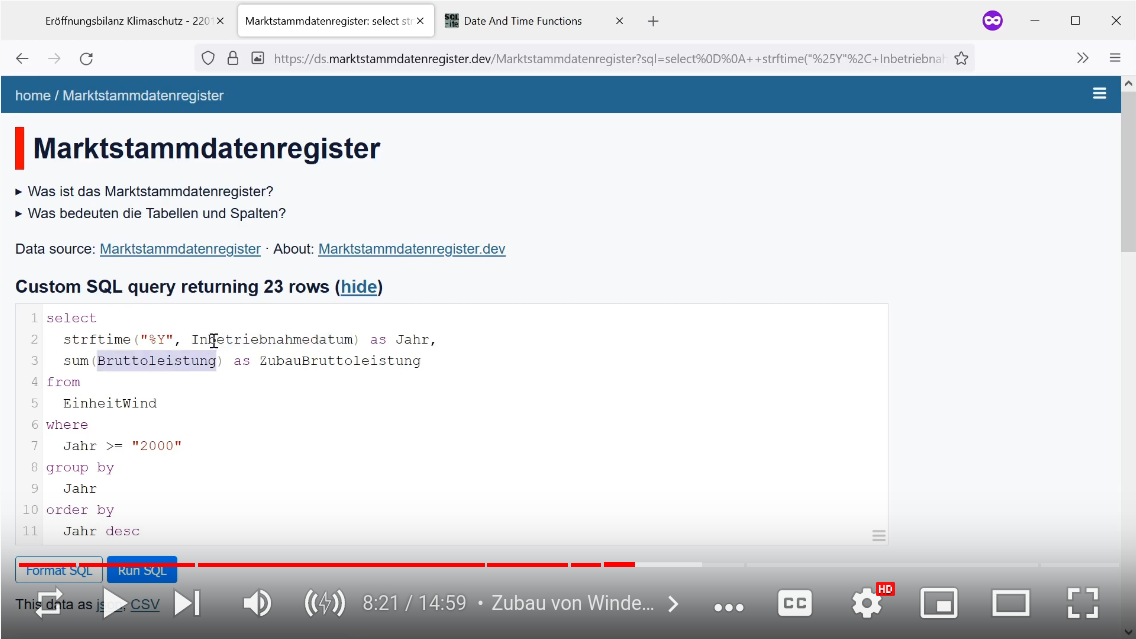 Eröffnungsbilanz Klimaschutz - 2201
Marktstammdatenregister: select str
SQL
ite
Date And Time Functions
https://ds.marktstammdatenregister.dev/Marktstammdatenregister?sql=select%0D%0A++strftime("%25Y"%2C+Inbetriebnah
home / Marktstammdatenregister
Marktstammdatenregister
▸ Was ist das Marktstammdatenregister?
▸ Was bedeuten die Tabellen und Spalten?
Data source: Marktstammdatenregister · About: Marktstammdatenregister.dev
Custom SQL query returning 23 rows (hide)
1 select
2 strftime("%Y", Inbetriebnahmedatum) as Jahr,
3 sum(Bruttoleistung) as ZubauBruttoleistung
4 from
5 EinheitWind
6 where
7 Jahr >= "2000"
8 group by
9 Jahr
10 order by
11 Jahr desc
Format SQL
Run SQL
This data as js, CSV
8:21 / 14:59 • Zubau von Winde…
CC
HD